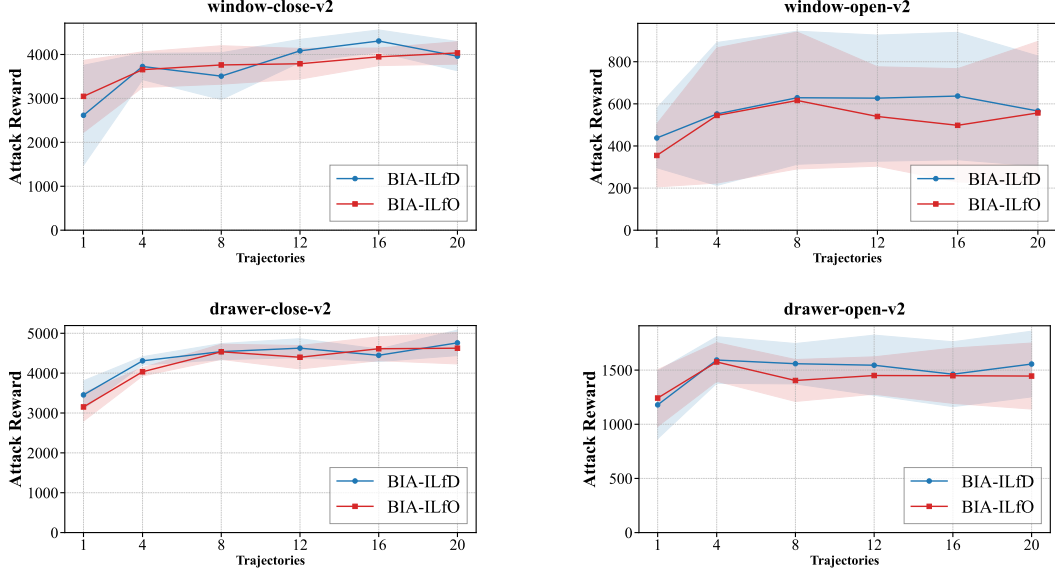 window-close-v2
Attack Reward
4000
3000
2000
1000
0
1
4
8
12
16
20
Trajectories
BIA-ILfD
BIA-ILfO
window-open-v2
Attack Reward
800
600
400
200
0
1
4
8
12
16
20
Trajectories
BIA-ILfD
BIA-ILfO
drawer-close-v2
Attack Reward
5000
4000
3000
2000
1000
0
1
4
8
12
16
20
Trajectories
BIA-ILfD
BIA-ILfO
drawer-open-v2
Attack Reward
1500
1000
500
0
1
4
8
12
16
20
Trajectories
BIA-ILfD
BIA-ILfO